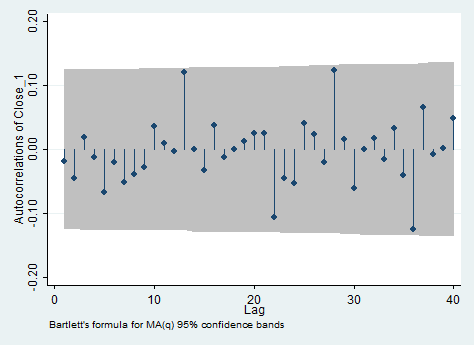 Autocorrelations of Close_1
0.20
0.10
0.00
-0.10
-0.20
0 10 20 30 40
Lag
Bartlett's formula for MA(q) 95% confidence bands